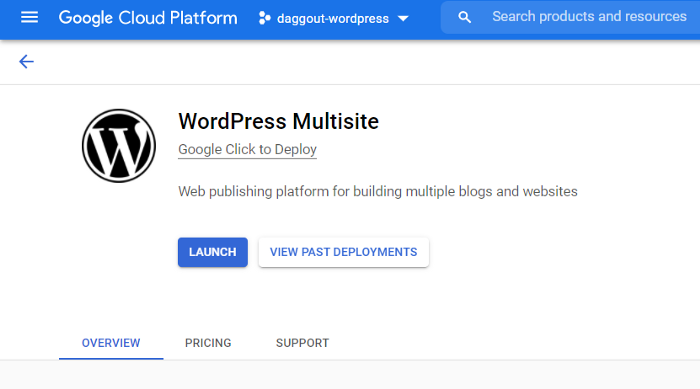 Google Cloud Platform daggout-wordpress Search products and resources
WordPress Multisite
Google Click to Deploy
Web publishing platform for building multiple blogs and websites
LAUNCH VIEW PAST DEPLOYMENTS
OVERVIEW PRICING SUPPORT